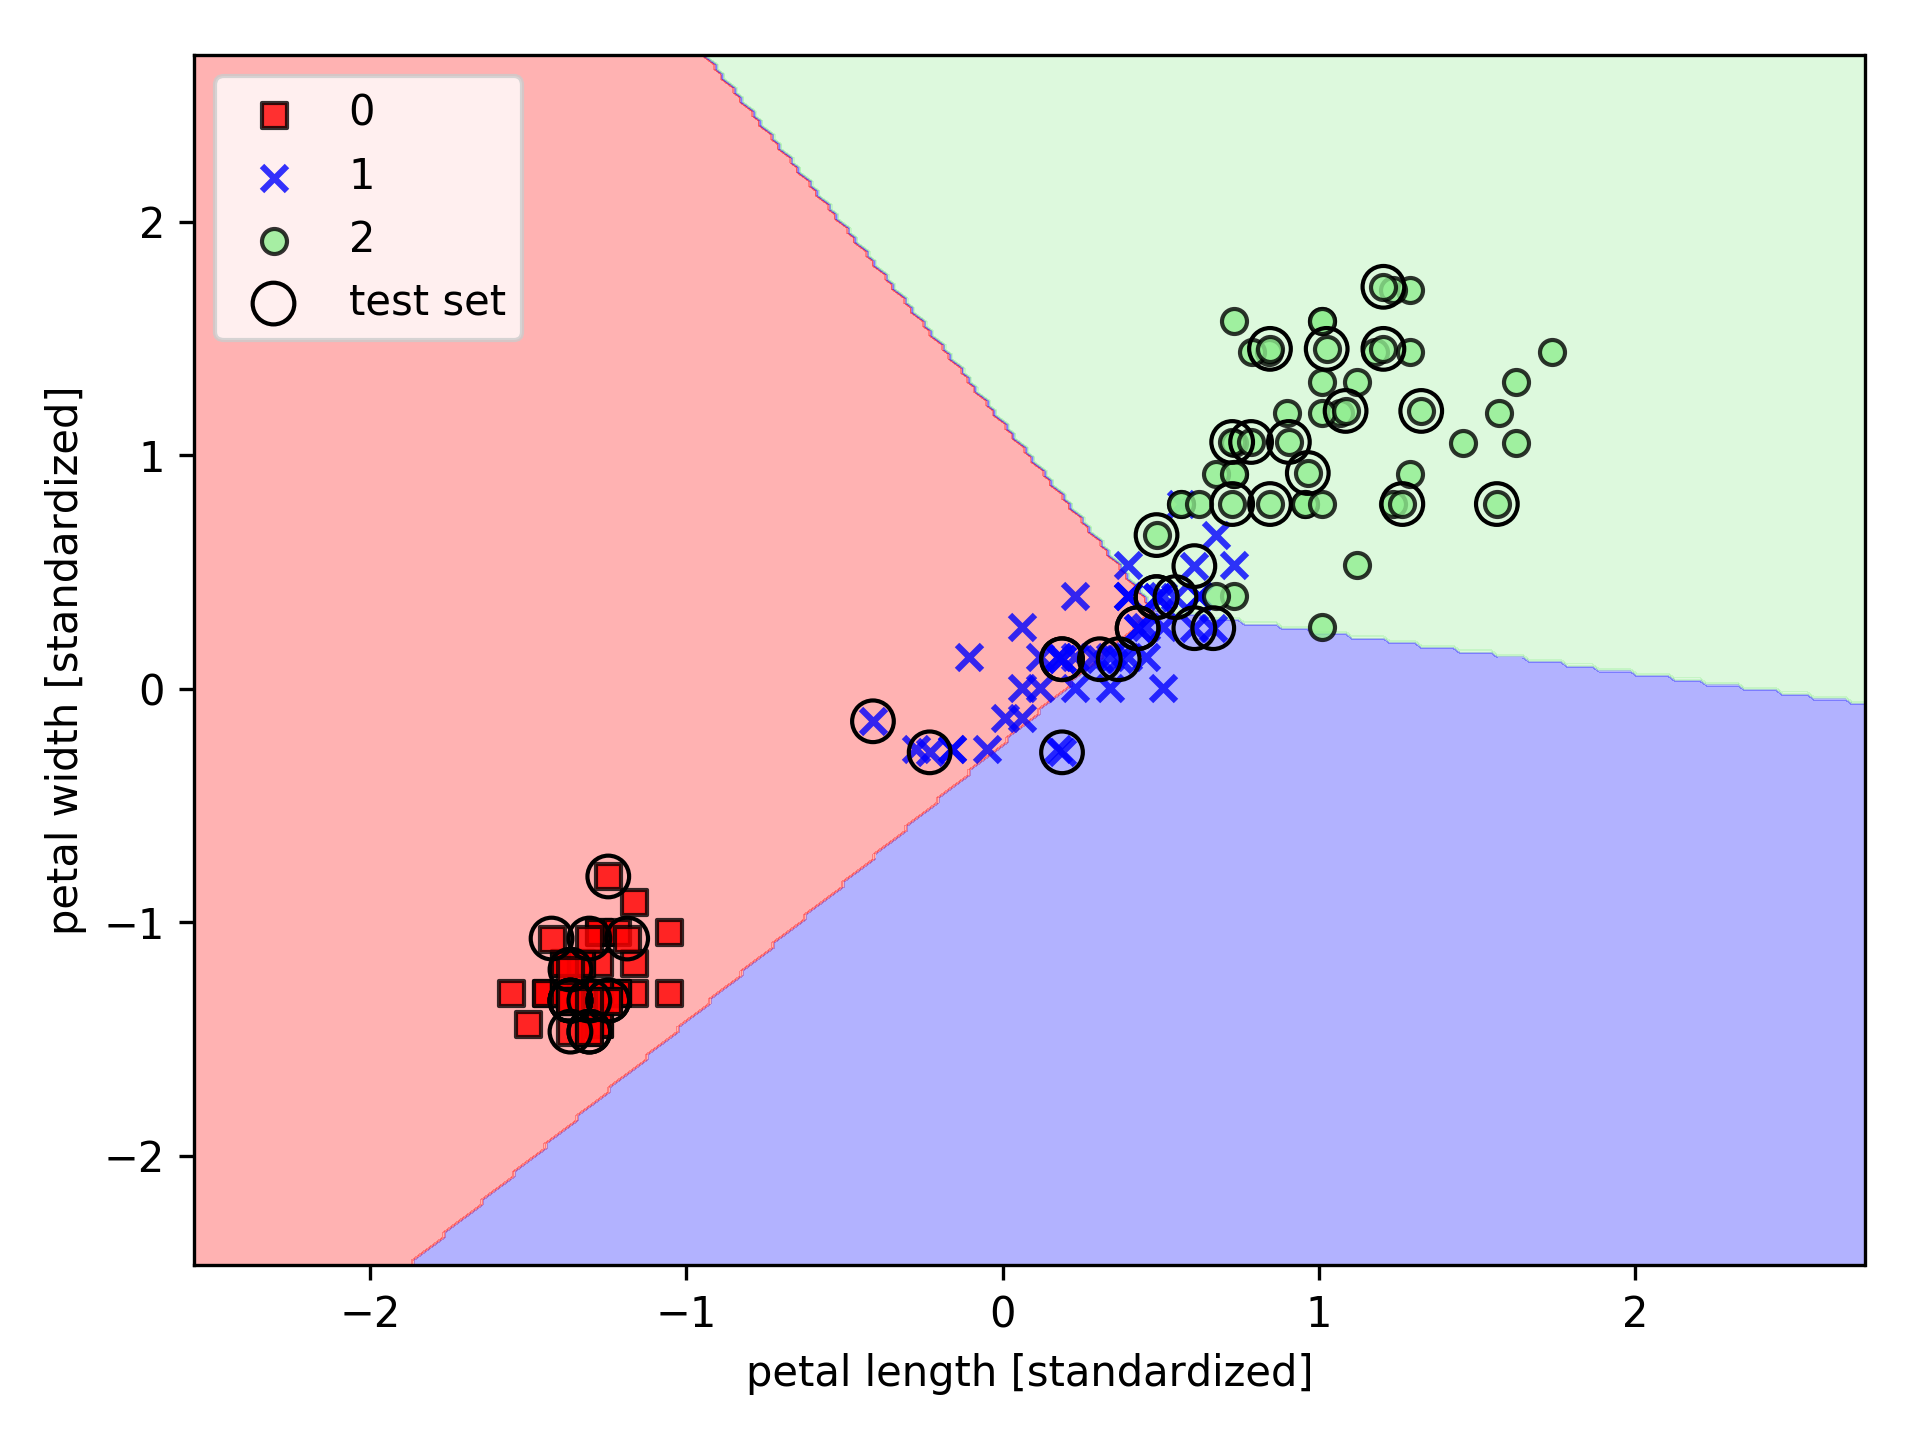 0
1
2
test set
2
1
0
−1
−2
petal width [standardized]
−2 −1 0 1 2
petal length [standardized]